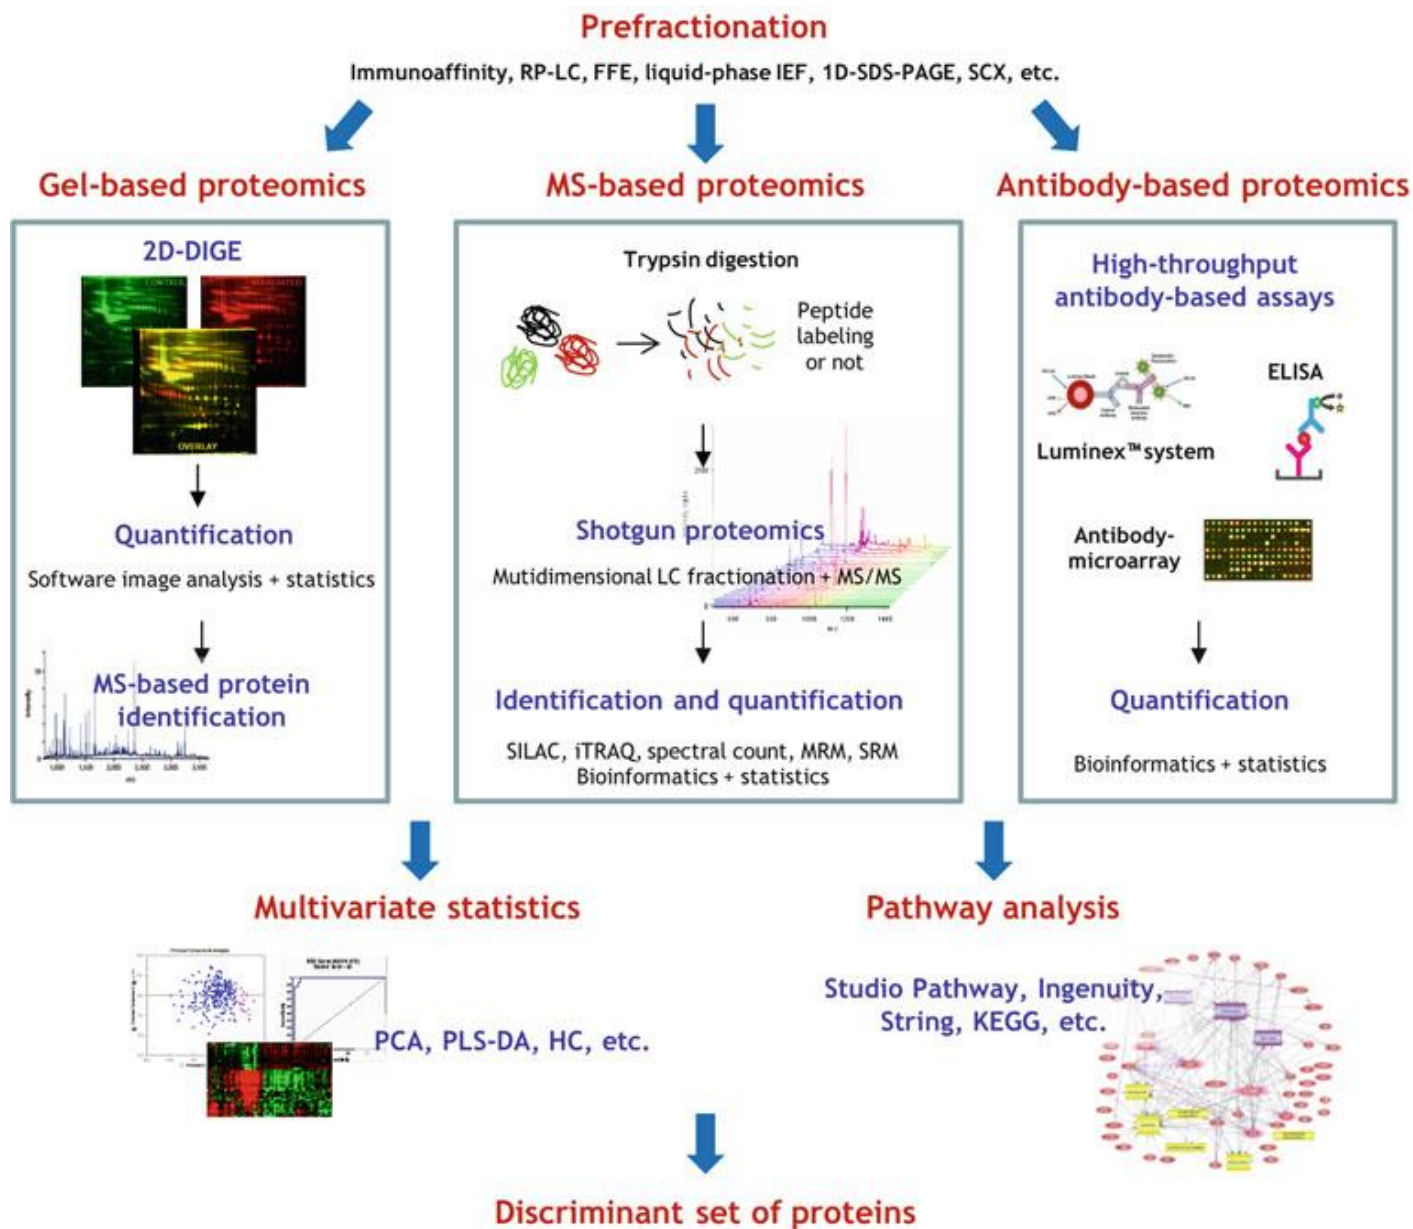 Prefractionation
Immunoaffinity, RP-LC, FFE, liquid-phase IEF, 1D-SDS-PAGE, SCX, etc.
Gel-based proteomics
MS-based proteomics
Antibody-based proteomics
2D-DIGE
CONTROL
OVERLAY
Quantification
Software image analysis + statistics
MS-based protein
identification
Trypsin digestion
Peptide
labeling
or not
Shotgun proteomics
Mutidimensional LC fractionation + MS/MS
Identification and quantification
SILAC, iTRAQ, spectral count, MRM, SRM
Bioinformatics + statistics
High-throughput
antibody-based assays
ELISA
Luminex™ system
Antibody-
microarray
Quantification
Bioinformatics + statistics
Multivariate statistics
PCA, PLS-DA, HC, etc.
Pathway analysis
Studio Pathway, Ingenuity,
String, KEGG, etc.
Discriminant set of proteins